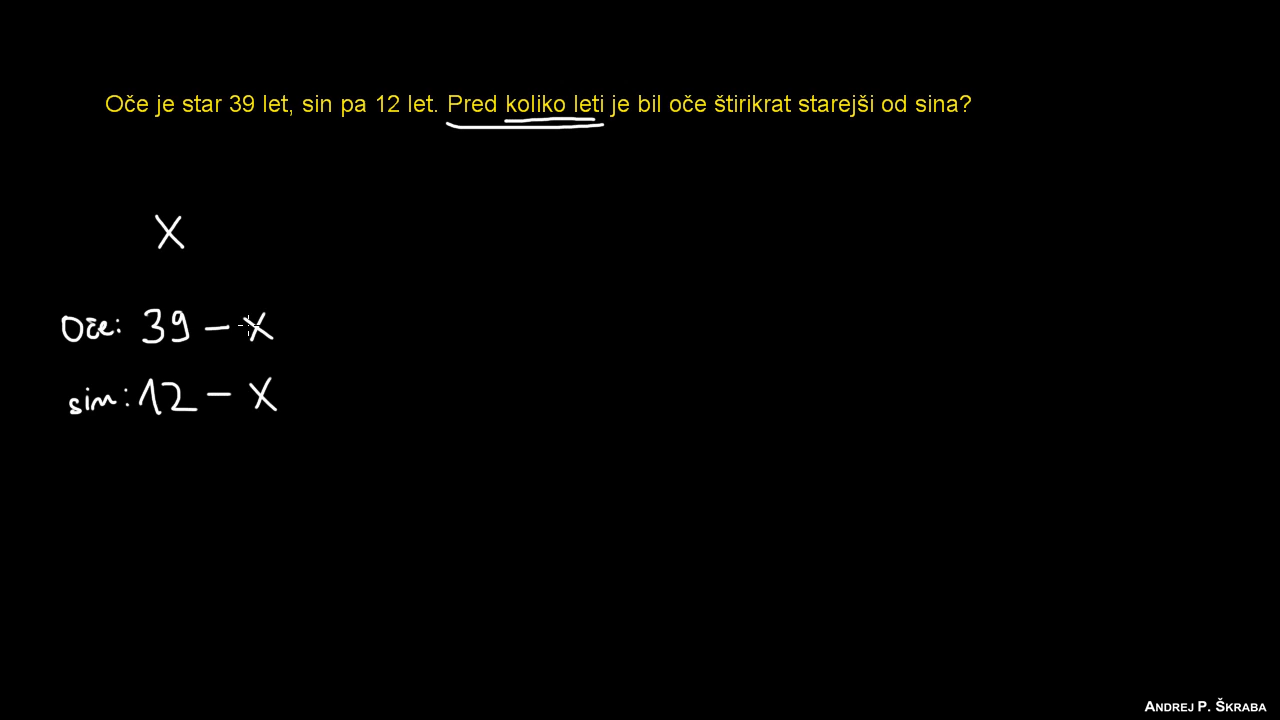 Oče je star 39 let, sin pa 12 let. Pred koliko leti je bil oče štirikrat starejši od sina?
X
Oče: 39 - X
sin: 12 - X
ANDREJ P. ŠKRABA